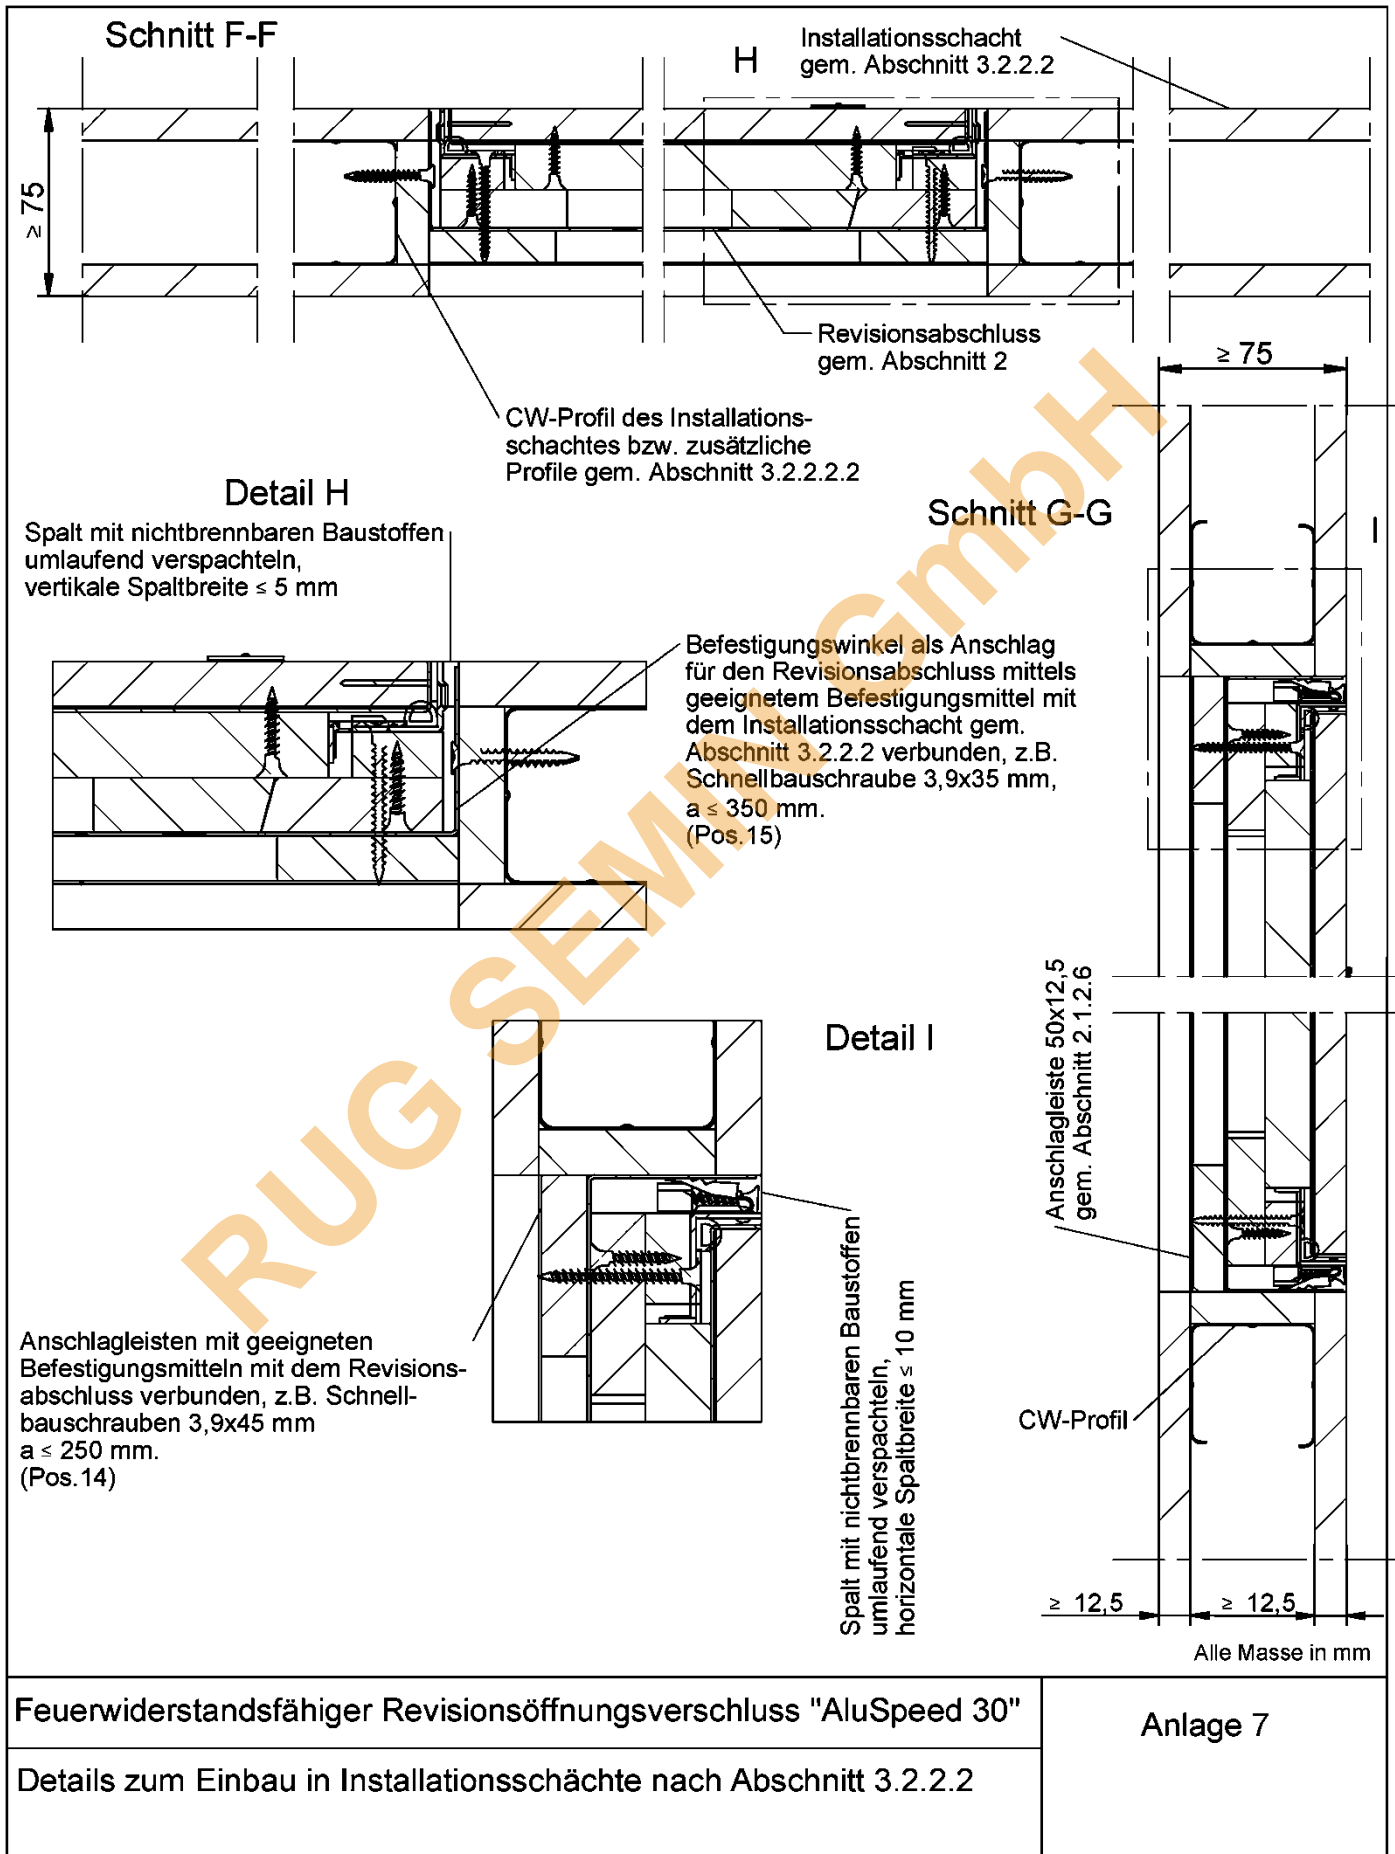 Schnitt F-F
H
Installationsschacht
gem. Abschnitt 3.2.2.2
≥ 75
Revisionsabschluss
gem. Abschnitt 2
≥ 75
CW-Profil des Installations-
schachtes bzw. zusätzliche
Profile gem. Abschnitt 3.2.2.2.2
Detail H
Spalt mit nichtbrennbaren Baustoffen
umlaufend verspachteln,
vertikale Spaltbreite ≤ 5 mm
Schnitt G-G
I
Befestigungswinkel als Anschlag
für den Revisionsabschluss mittels
geeignetem Befestigungsmittel mit
dem Installationsschacht gem.
Abschnitt 3.2.2.2 verbunden, z.B.
Schnellbauschraube 3,9x35 mm,
a ≤ 350 mm.
(Pos.15)
RUG SEMIN GmbH
Anschlagleiste 50x12,5
gem. Abschnitt 2.1.2.6
Detail I
Anschlagleisten mit geeigneten
Befestigungsmitteln mit dem Revisions-
abschluss verbunden, z.B. Schnell-
bauschrauben 3,9x45 mm
a ≤ 250 mm.
(Pos.14)
Spalt mit nichtbrennbaren Baustoffen
umlaufend verspachteln,
horizontale Spaltbreite ≤ 10 mm
CW-Profil
≥ 12,5
≥ 12,5
Alle Masse in mm
Feuerwiderstandsfähiger Revisionsöffnungsverschluss "AluSpeed 30"
Anlage 7
Details zum Einbau in Installationsschächte nach Abschnitt 3.2.2.2